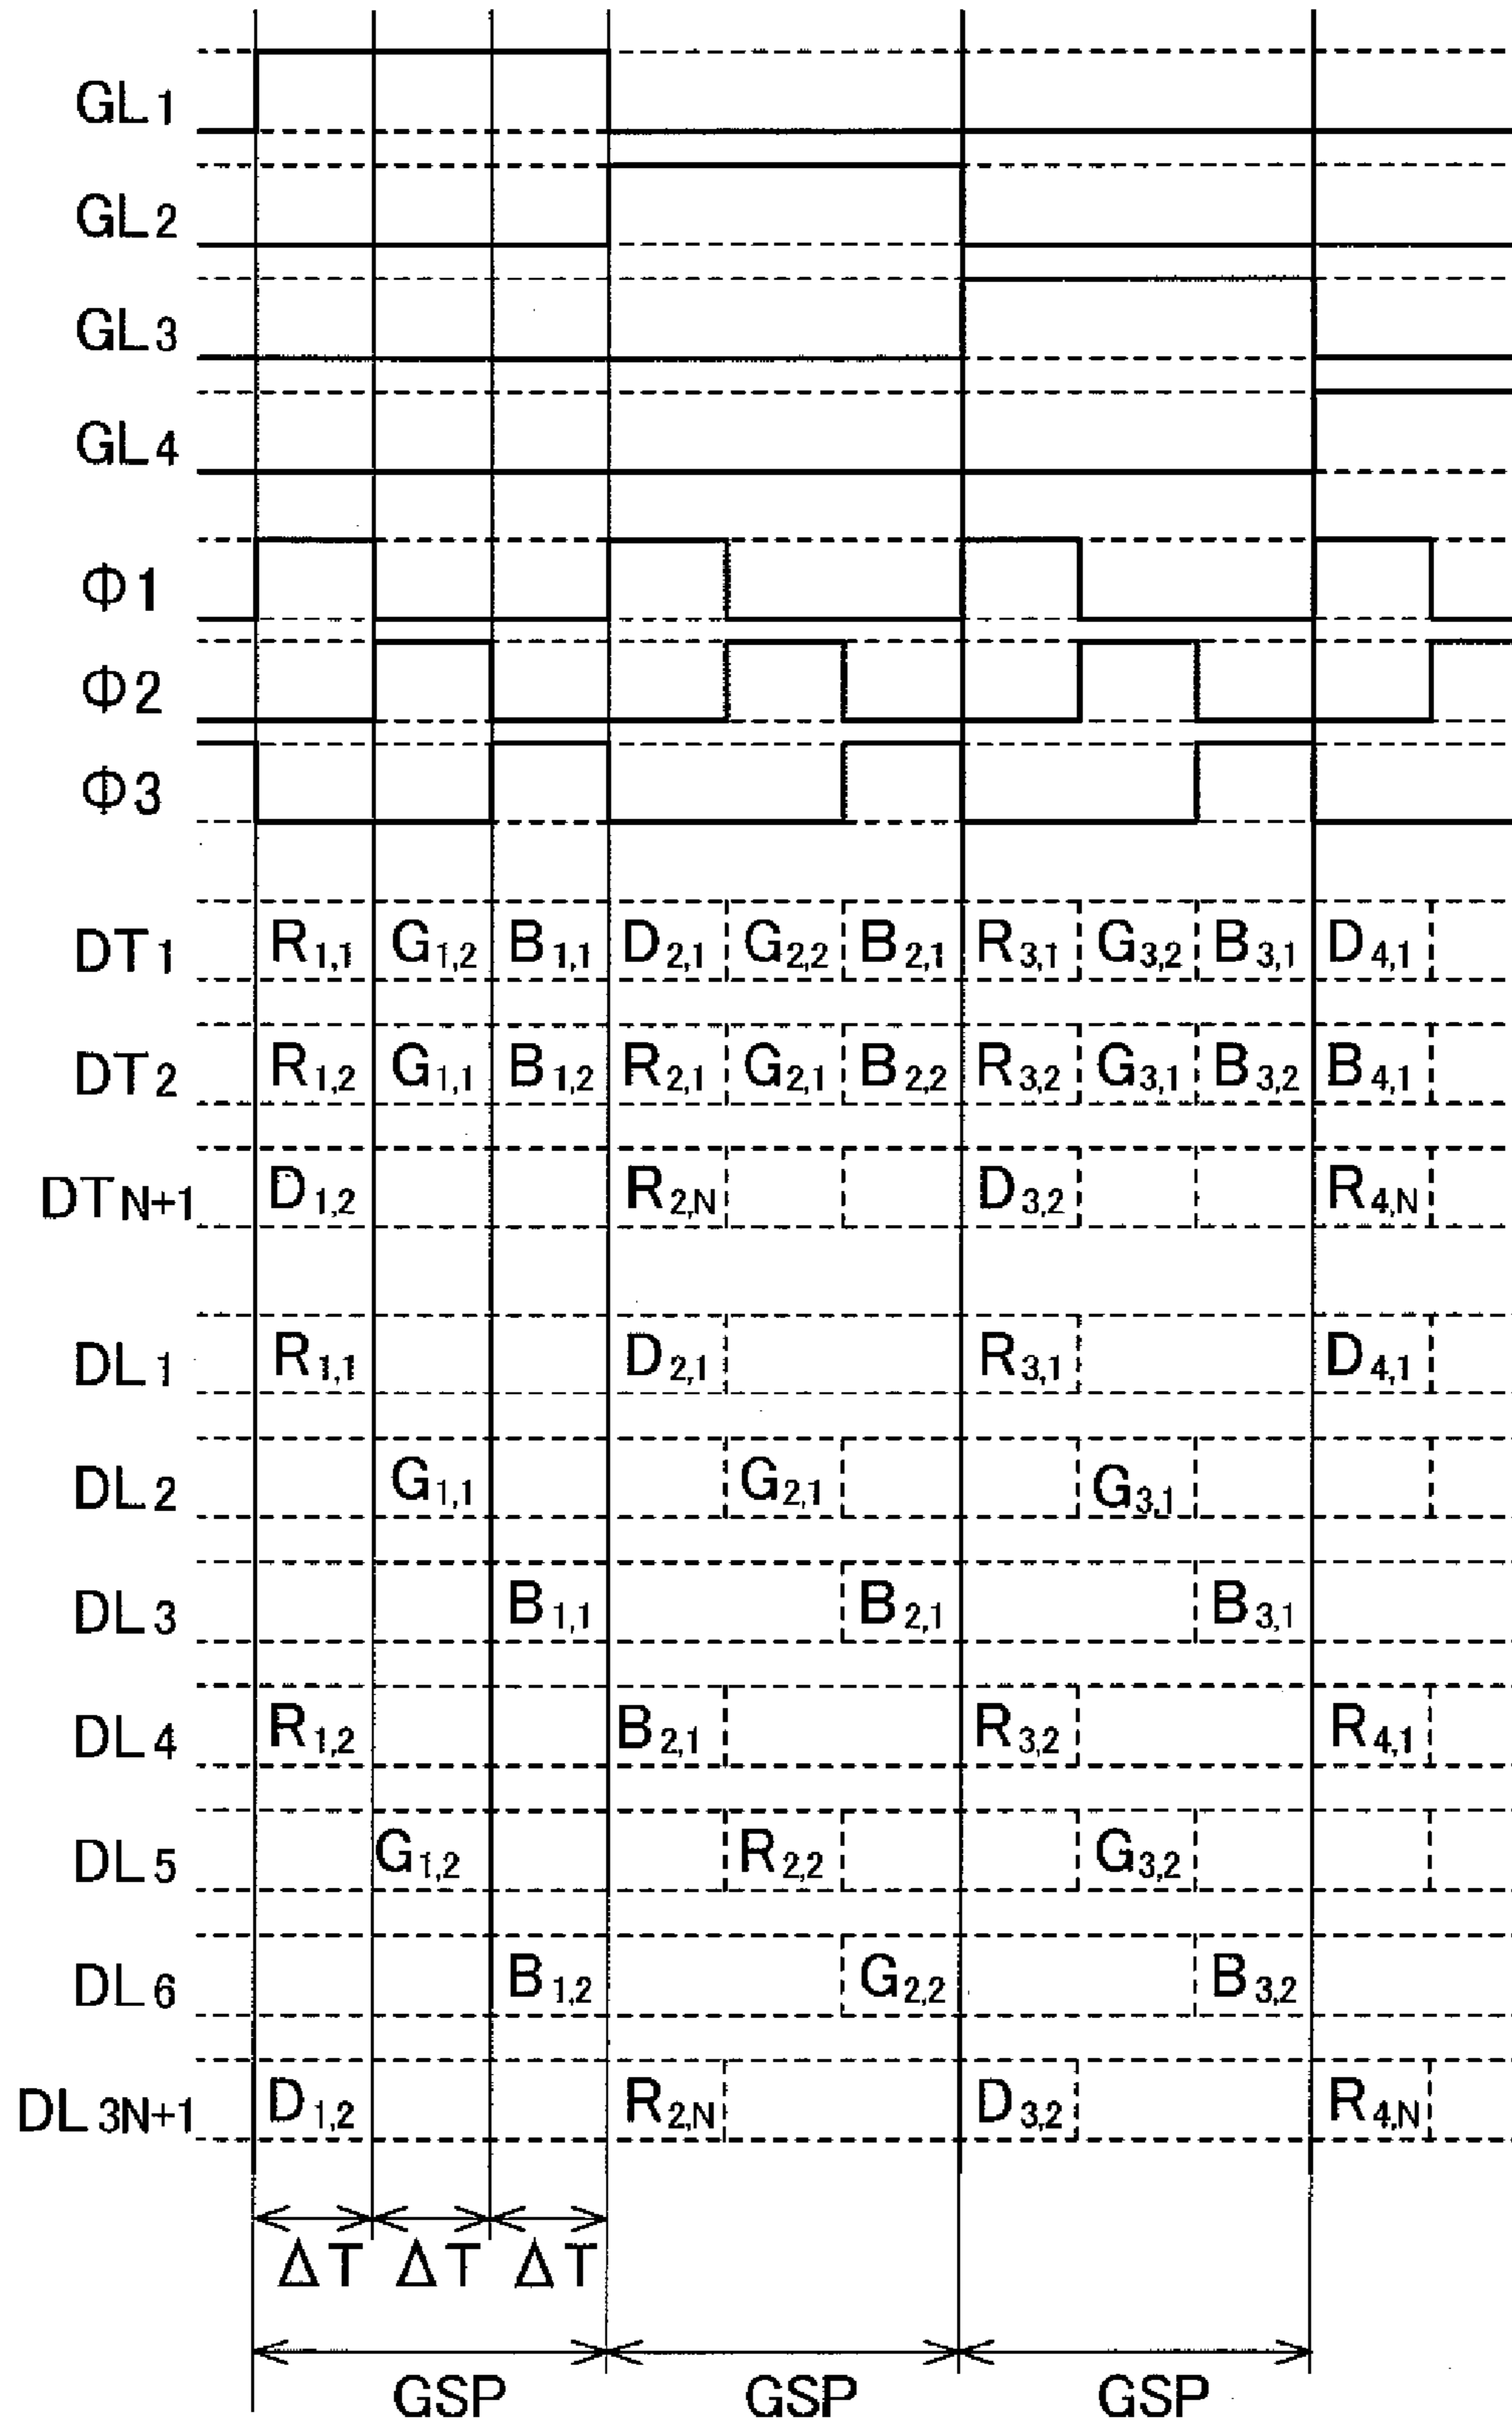 GL1
GL2
GL3
GL4
Φ1
Φ2
Φ3
DT1 R1,1 G1,2 B1,1 D2,1 G2,2 B2,1 R3,1 G3,2 B3,1 D4,1
DT2 R1,2 G1,1 B1,2 R2,1 G2,1 B2,2 R3,2 G3,1 B3,2 B4,1
DTN+1 D1,2 R2,N D3,2 R4,N
DL1 R1,1 D2,1 R3,1 D4,1
DL2 G1,1 G2,1 G3,1
DL3 B1,1 B2,1 B3,1
DL4 R1,2 B2,1 R3,2 R4,1
DL5 G1,2 R2,2 G3,2
DL6 B1,2 G2,2 B3,2
DL3N+1 D1,2 R2,N D3,2 R4,N
ΔT ΔT ΔT
GSP GSP GSP